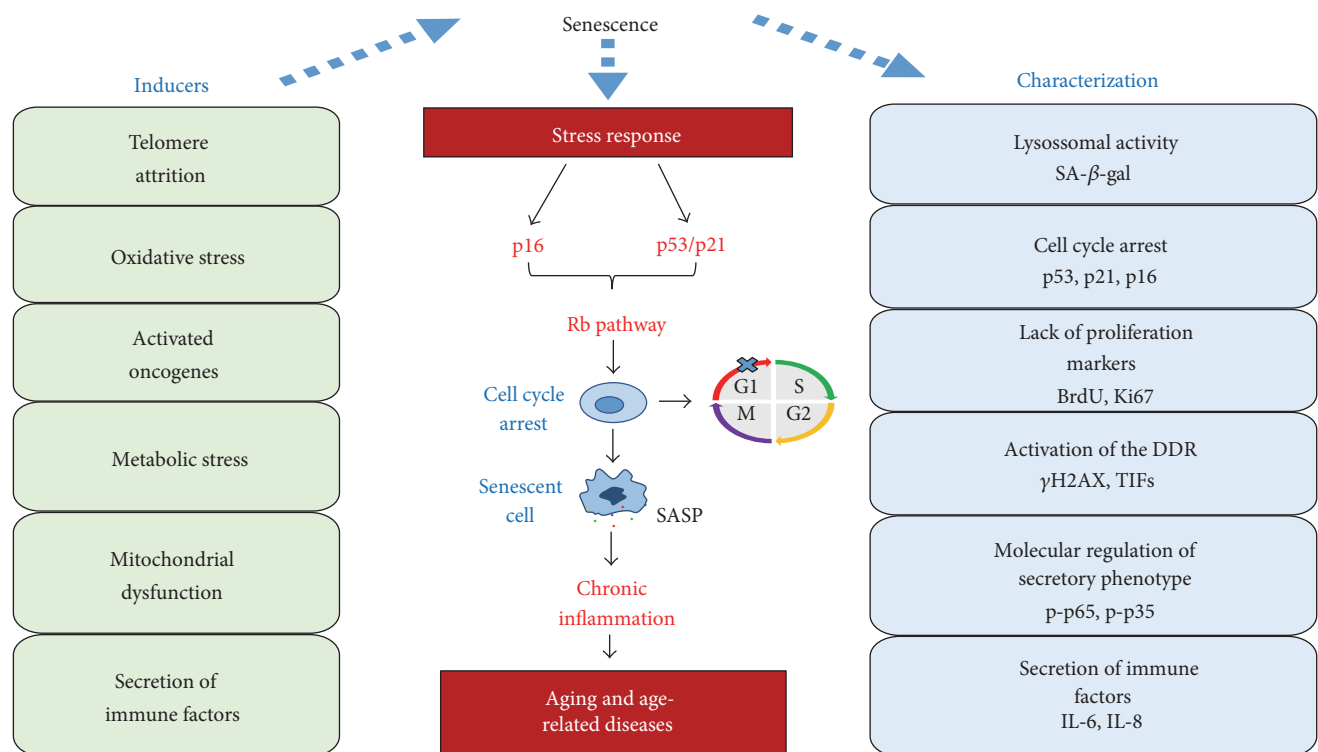 Senescence
Inducers
Telomere
attrition
Oxidative stress
Activated
oncogenes
Metabolic stress
Mitochondrial
dysfunction
Secretion of
immune factors
Stress response
p16
p53/p21
Rb pathway
Cell cycle
arrest
G1
S
M
G2
Senescent
cell
SASP
Chronic
inflammation
Aging and age-
related diseases
Characterization
Lysossomal activity
SA-β-gal
Cell cycle arrest
p53, p21, p16
Lack of proliferation
markers
BrdU, Ki67
Activation of the DDR
γH2AX, TIFs
Molecular regulation of
secretory phenotype
p-p65, p-p35
Secretion of immune
factors
IL-6, IL-8